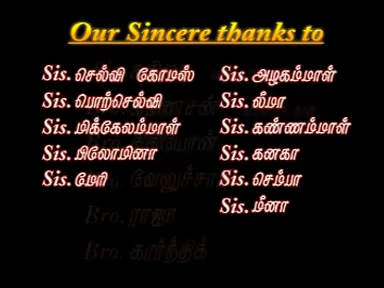 Our Sincere thanks to
Sis. செல்வி கோமஸ்
Sis. பொற்செல்வி
Sis. மிக்கேலம்மாள்
Sis. பிலோமினா
Sis. மேரி
Sis. அழகம்மாள்
Sis. லீமா
Sis. கண்ணம்மாள்
Sis. கனகா
Sis. செம்பா
Sis. மீனா
Bro. ராஜா
Bro. கார்த்திக்